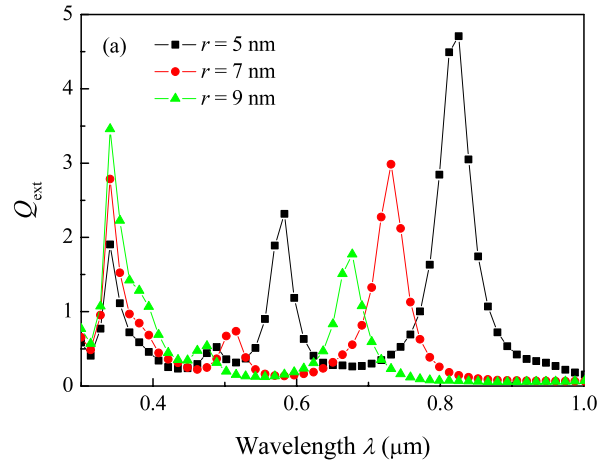 (a)
r = 5 nm
r = 7 nm
r = 9 nm
Q_ext
5
4
3
2
1
0
0.4 0.6 0.8 1.0
Wavelength λ (μm)